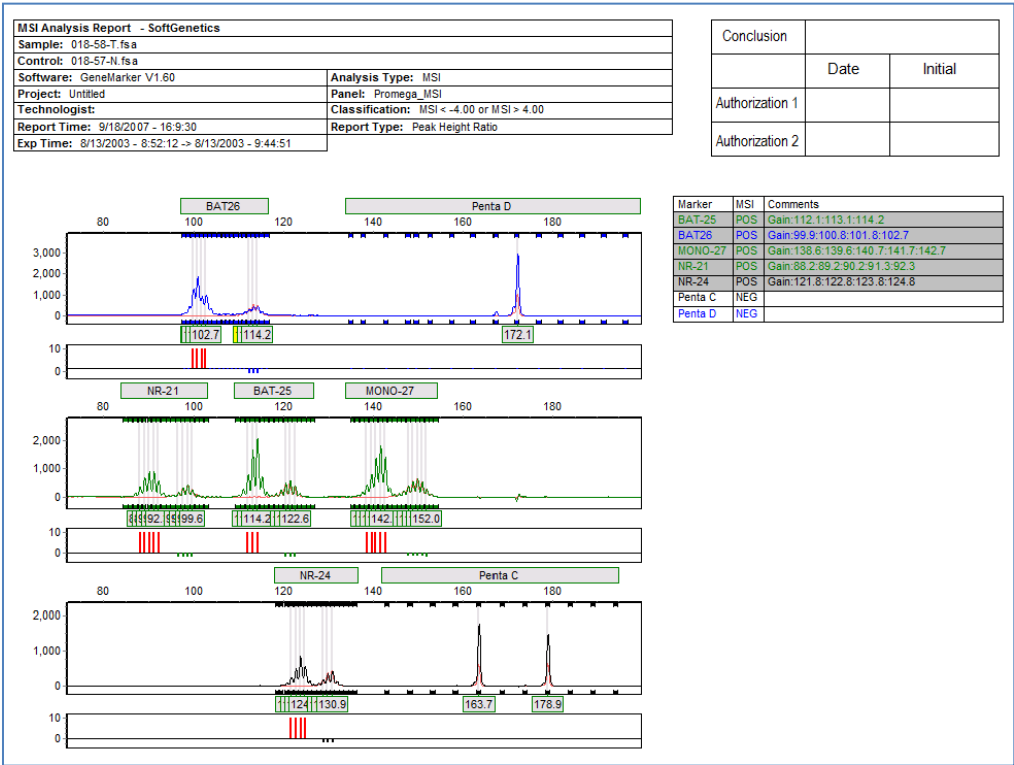 MSI Analysis Report - SoftGenetics
Sample: 018-58-T.fsa
Control: 018-57-N.fsa
Software: GeneMarker V1.60 Analysis Type: MSI
Project: Untitled Panel: Promega_MSI
Technologist: Classification: MSI < -4.00 or MSI > 4.00
Report Time: 9/18/2007 - 16:9:30 Report Type: Peak Height Ratio
Exp Time: 8/13/2003 - 8:52:12 -> 8/13/2003 - 9:44:51
Conclusion
Date Initial
Authorization 1
Authorization 2
BAT26 Penta D
80 100 120 140 160 180
3,000
2,000
1,000
0
102.7 114.2 172.1
10
0
NR-21 BAT-25 MONO-27
80 100 120 140 160 180
2,000
1,000
0
92. 99.6 114.2 122.6 142. 152.0
10
0
NR-24 Penta C
80 100 120 140 160 180
2,000
1,000
0
124 130.9 163.7 178.9
10
0
Marker MSI Comments
BAT-25 POS Gain:112.1:113.1:114.2
BAT26 POS Gain:99.9:100.8:101.8:102.7
MONO-27 POS Gain:138.6:139.6:140.7:141.7:142.7
NR-21 POS Gain:88.2:89.2:90.2:91.3:92.3
NR-24 POS Gain:121.8:122.8:123.8:124.8
Penta C NEG
Penta D NEG